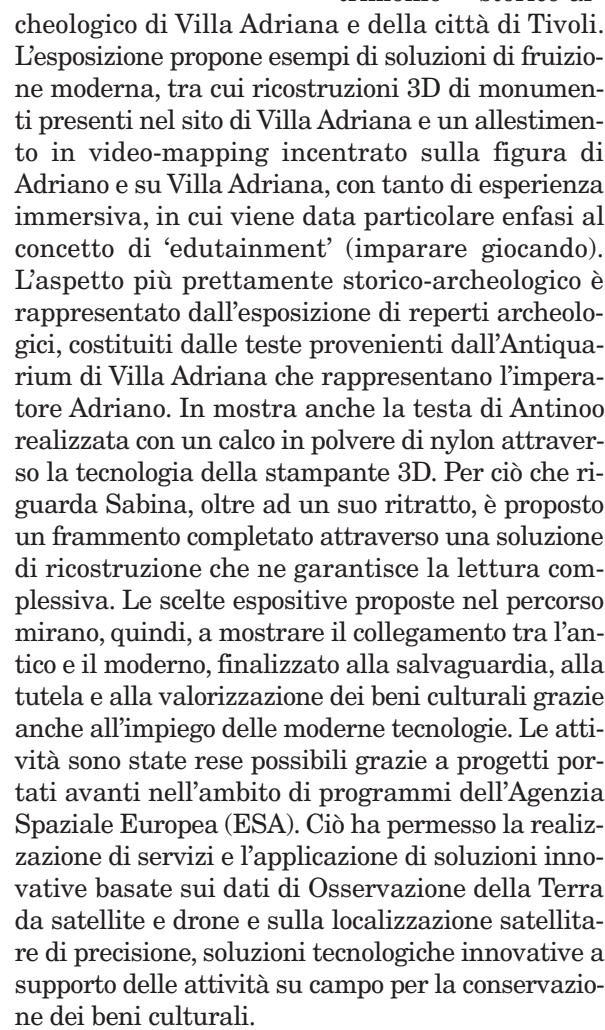 cheologico di Villa Adriana e della città di Tivoli.
L'esposizione propone esempi di soluzioni di fruizio-
ne moderna, tra cui ricostruzioni 3D di monumen-
ti presenti nel sito di Villa Adriana e un allestimen-
to in video-mapping incentrato sulla figura di
Adriano e su Villa Adriana, con tanto di esperienza
immersiva, in cui viene data particolare enfasi al
concetto di ‘edutainment’ (imparare giocando).
L'aspetto più prettamente storico-archeologico è
rappresentato dall'esposizione di reperti archeolo-
gici, costituiti dalle teste provenienti dall'Antiqua-
rium di Villa Adriana che rappresentano l'impera-
tore Adriano. In mostra anche la testa di Antinoo
realizzata con un calco in polvere di nylon attraver-
so la tecnologia della stampante 3D. Per ciò che ri-
guarda Sabina, oltre ad un suo ritratto, è proposto
un frammento completato attraverso una soluzione
di ricostruzione che ne garantisce la lettura com-
plessiva. Le scelte espositive proposte nel percorso
mirano, quindi, a mostrare il collegamento tra l'an-
tico e il moderno, finalizzato alla salvaguardia, alla
tutela e alla valorizzazione dei beni culturali grazie
anche all'impiego delle moderne tecnologie. Le atti-
vità sono state rese possibili grazie a progetti por-
tati avanti nell'ambito di programmi dell'Agenzia
Spaziale Europea (ESA). Ciò ha permesso la realiz-
zazione di servizi e l'applicazione di soluzioni inno-
vative basate sui dati di Osservazione della Terra
da satellite e drone e sulla localizzazione satellita-
re di precisione, soluzioni tecnologiche innovative a
supporto delle attività su campo per la conservazio-
ne dei beni culturali.